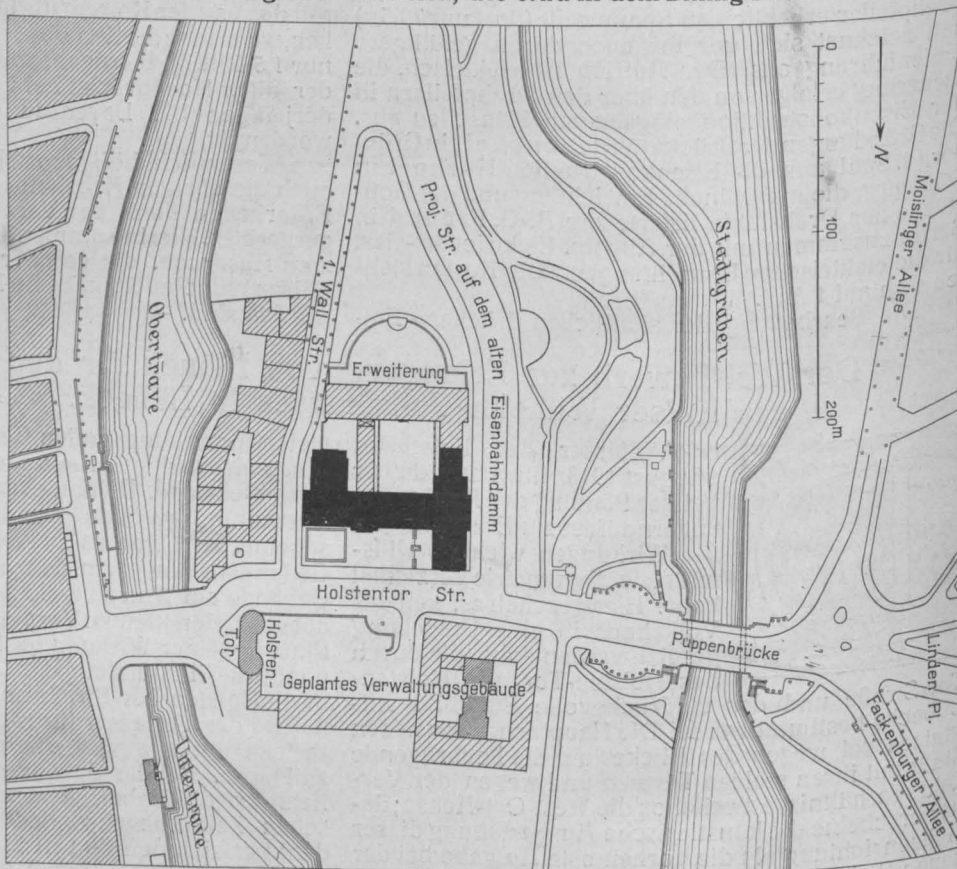 die
0
N
100
200m
Moislinger Allee
Stadtgraben
Proj. Str. auf dem alten Eisenbahndamm
1. Wall Str.
Obertrave
Erweiterung
Holstentor Str.
Puppenbrücke
Linden Pl.
Fackenburger Allee
Holsten-
Tor
Geplantes Verwaltungsgebäude
Untertrave